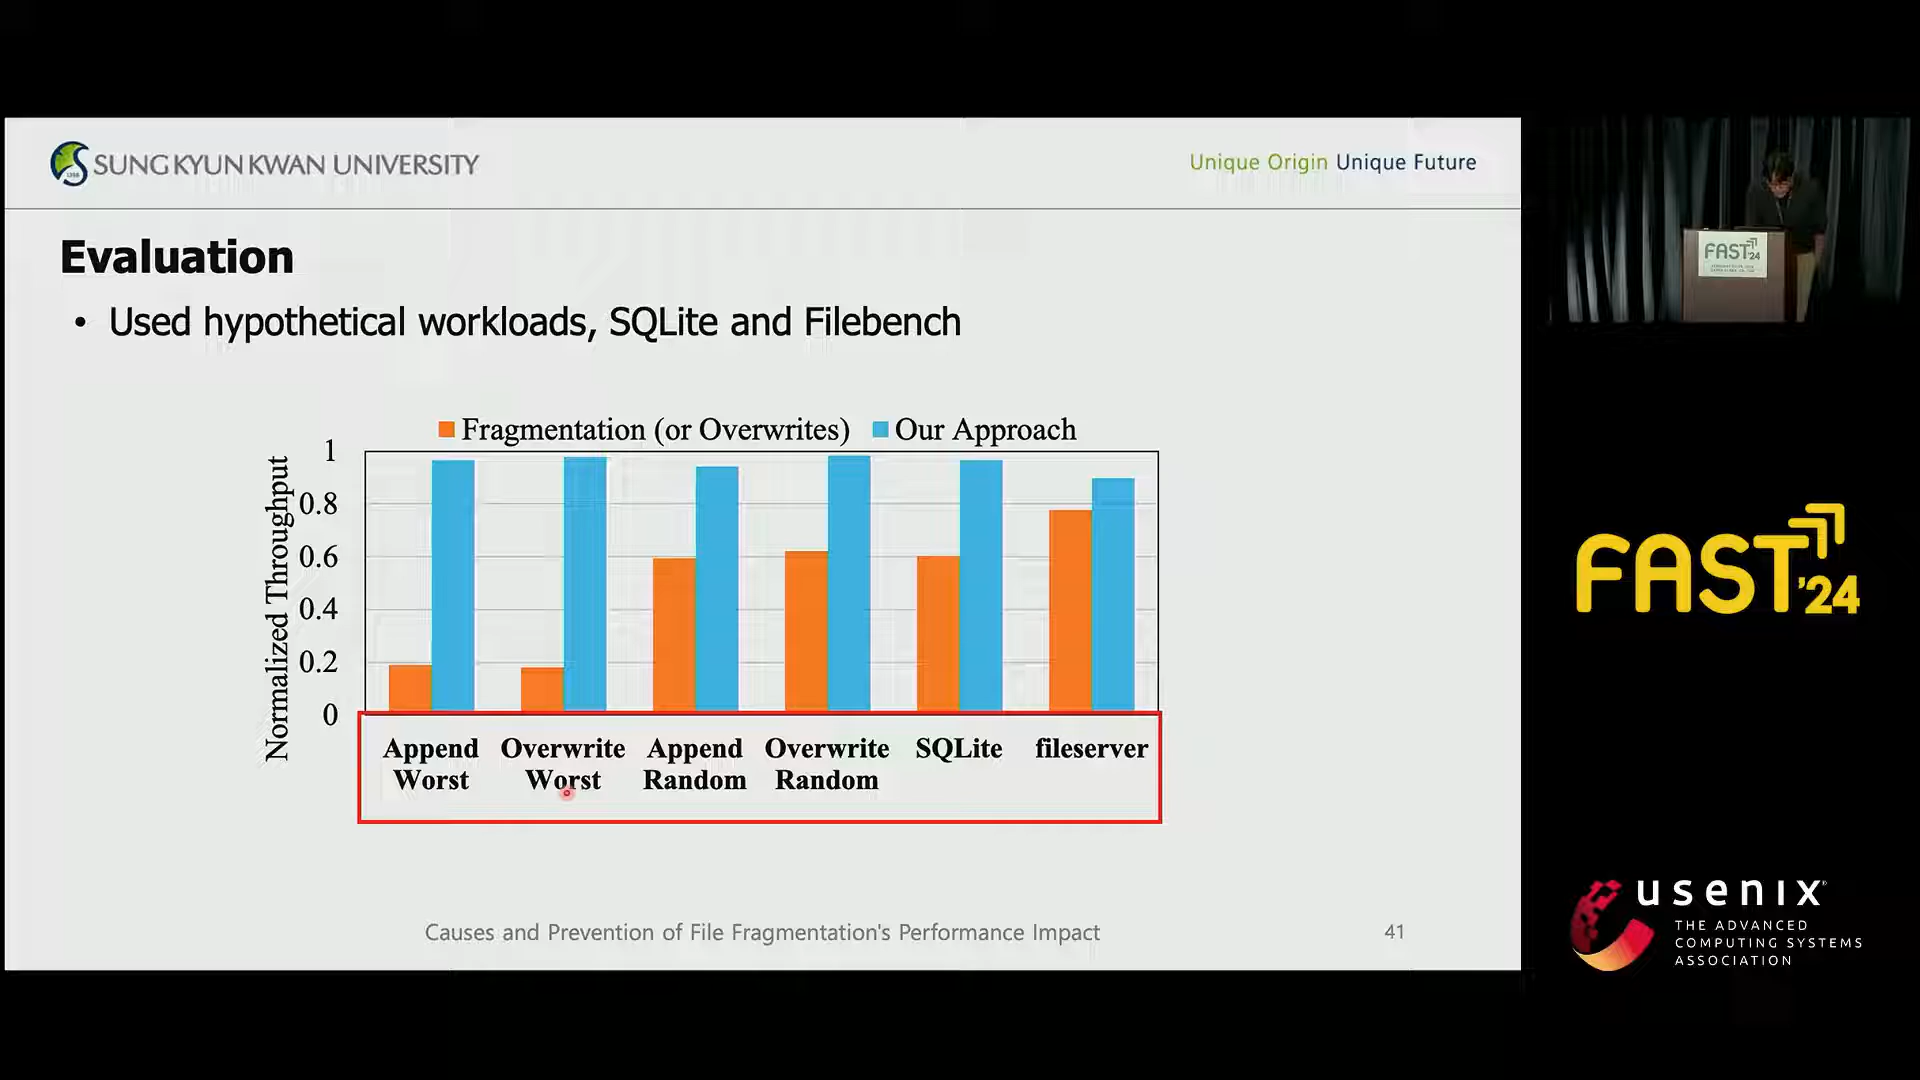 SUNG KYUN KWAN UNIVERSITY
Unique Origin Unique Future
Evaluation
• Used hypothetical workloads, SQLite and Filebench
Fragmentation (or Overwrites) Our Approach
Normalized Throughput
1
0.8
0.6
0.4
0.2
0
Append Worst
Overwrite Worst
Append Random
Overwrite Random
SQLite
fileserver
Causes and Prevention of File Fragmentation's Performance Impact
41
FAST '24
FAST '24
usenix
THE ADVANCED
COMPUTING SYSTEMS
ASSOCIATION